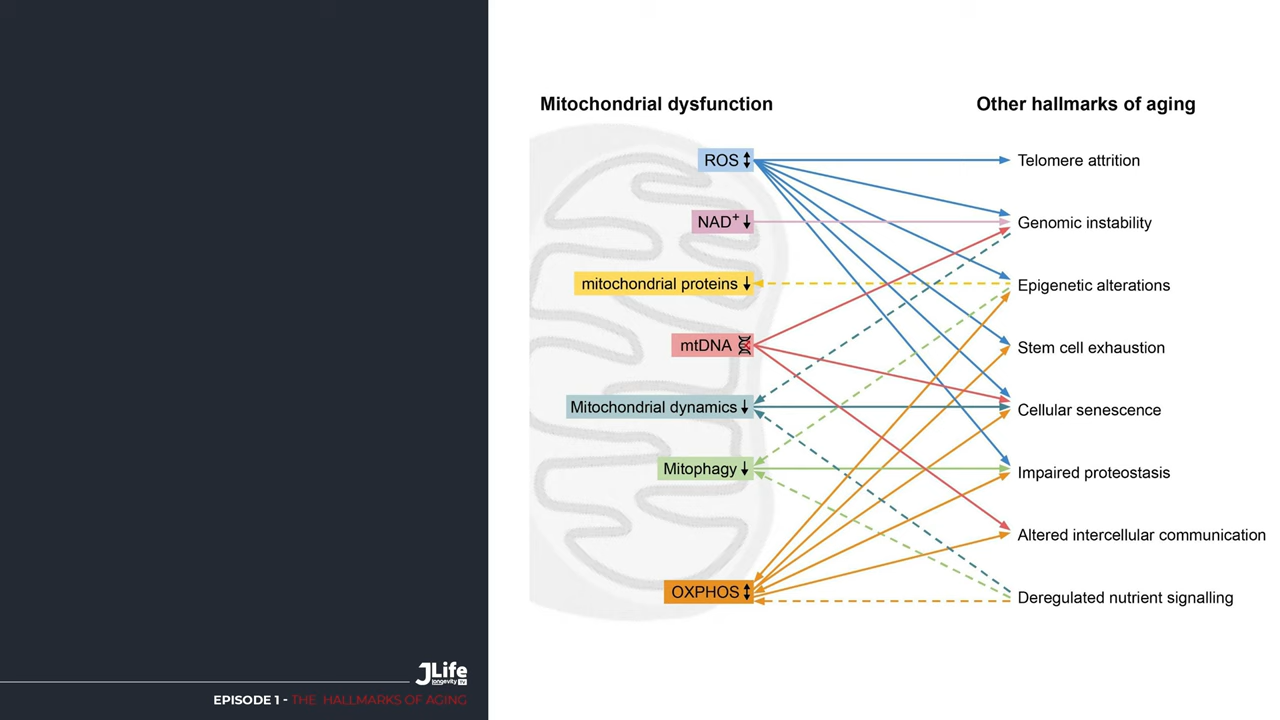 Mitochondrial dysfunction
Other hallmarks of aging
ROS
Telomere attrition
NAD+
Genomic instability
mitochondrial proteins
Epigenetic alterations
mtDNA
Stem cell exhaustion
Mitochondrial dynamics
Cellular senescence
Mitophagy
Impaired proteostasis
Altered intercellular communication
OXPHOS
Deregulated nutrient signalling
JLife
longevity TV
EPISODE 1 - THE HALLMARKS OF AGING